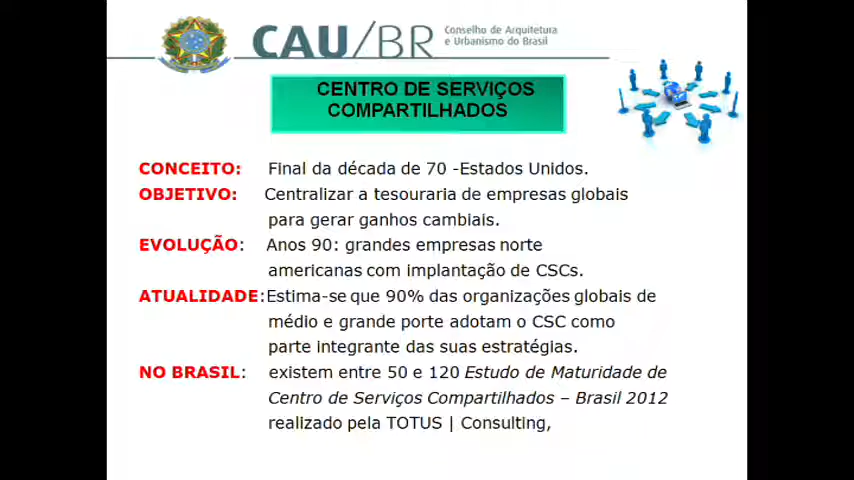 CAU/BR
Conselho de Arquitetura
e Urbanismo do Brasil
CENTRO DE SERVIÇOS
COMPARTILHADOS
CONCEITO: Final da década de 70 -Estados Unidos.
OBJETIVO: Centralizar a tesouraria de empresas globais
para gerar ganhos cambiais.
EVOLUÇÃO: Anos 90: grandes empresas norte
americanas com implantação de CSCs.
ATUALIDADE:Estima-se que 90% das organizações globais de
médio e grande porte adotam o CSC como
parte integrante das suas estratégias.
NO BRASIL: existem entre 50 e 120 Estudo de Maturidade de
Centro de Serviços Compartilhados – Brasil 2012
realizado pela TOTUS | Consulting,